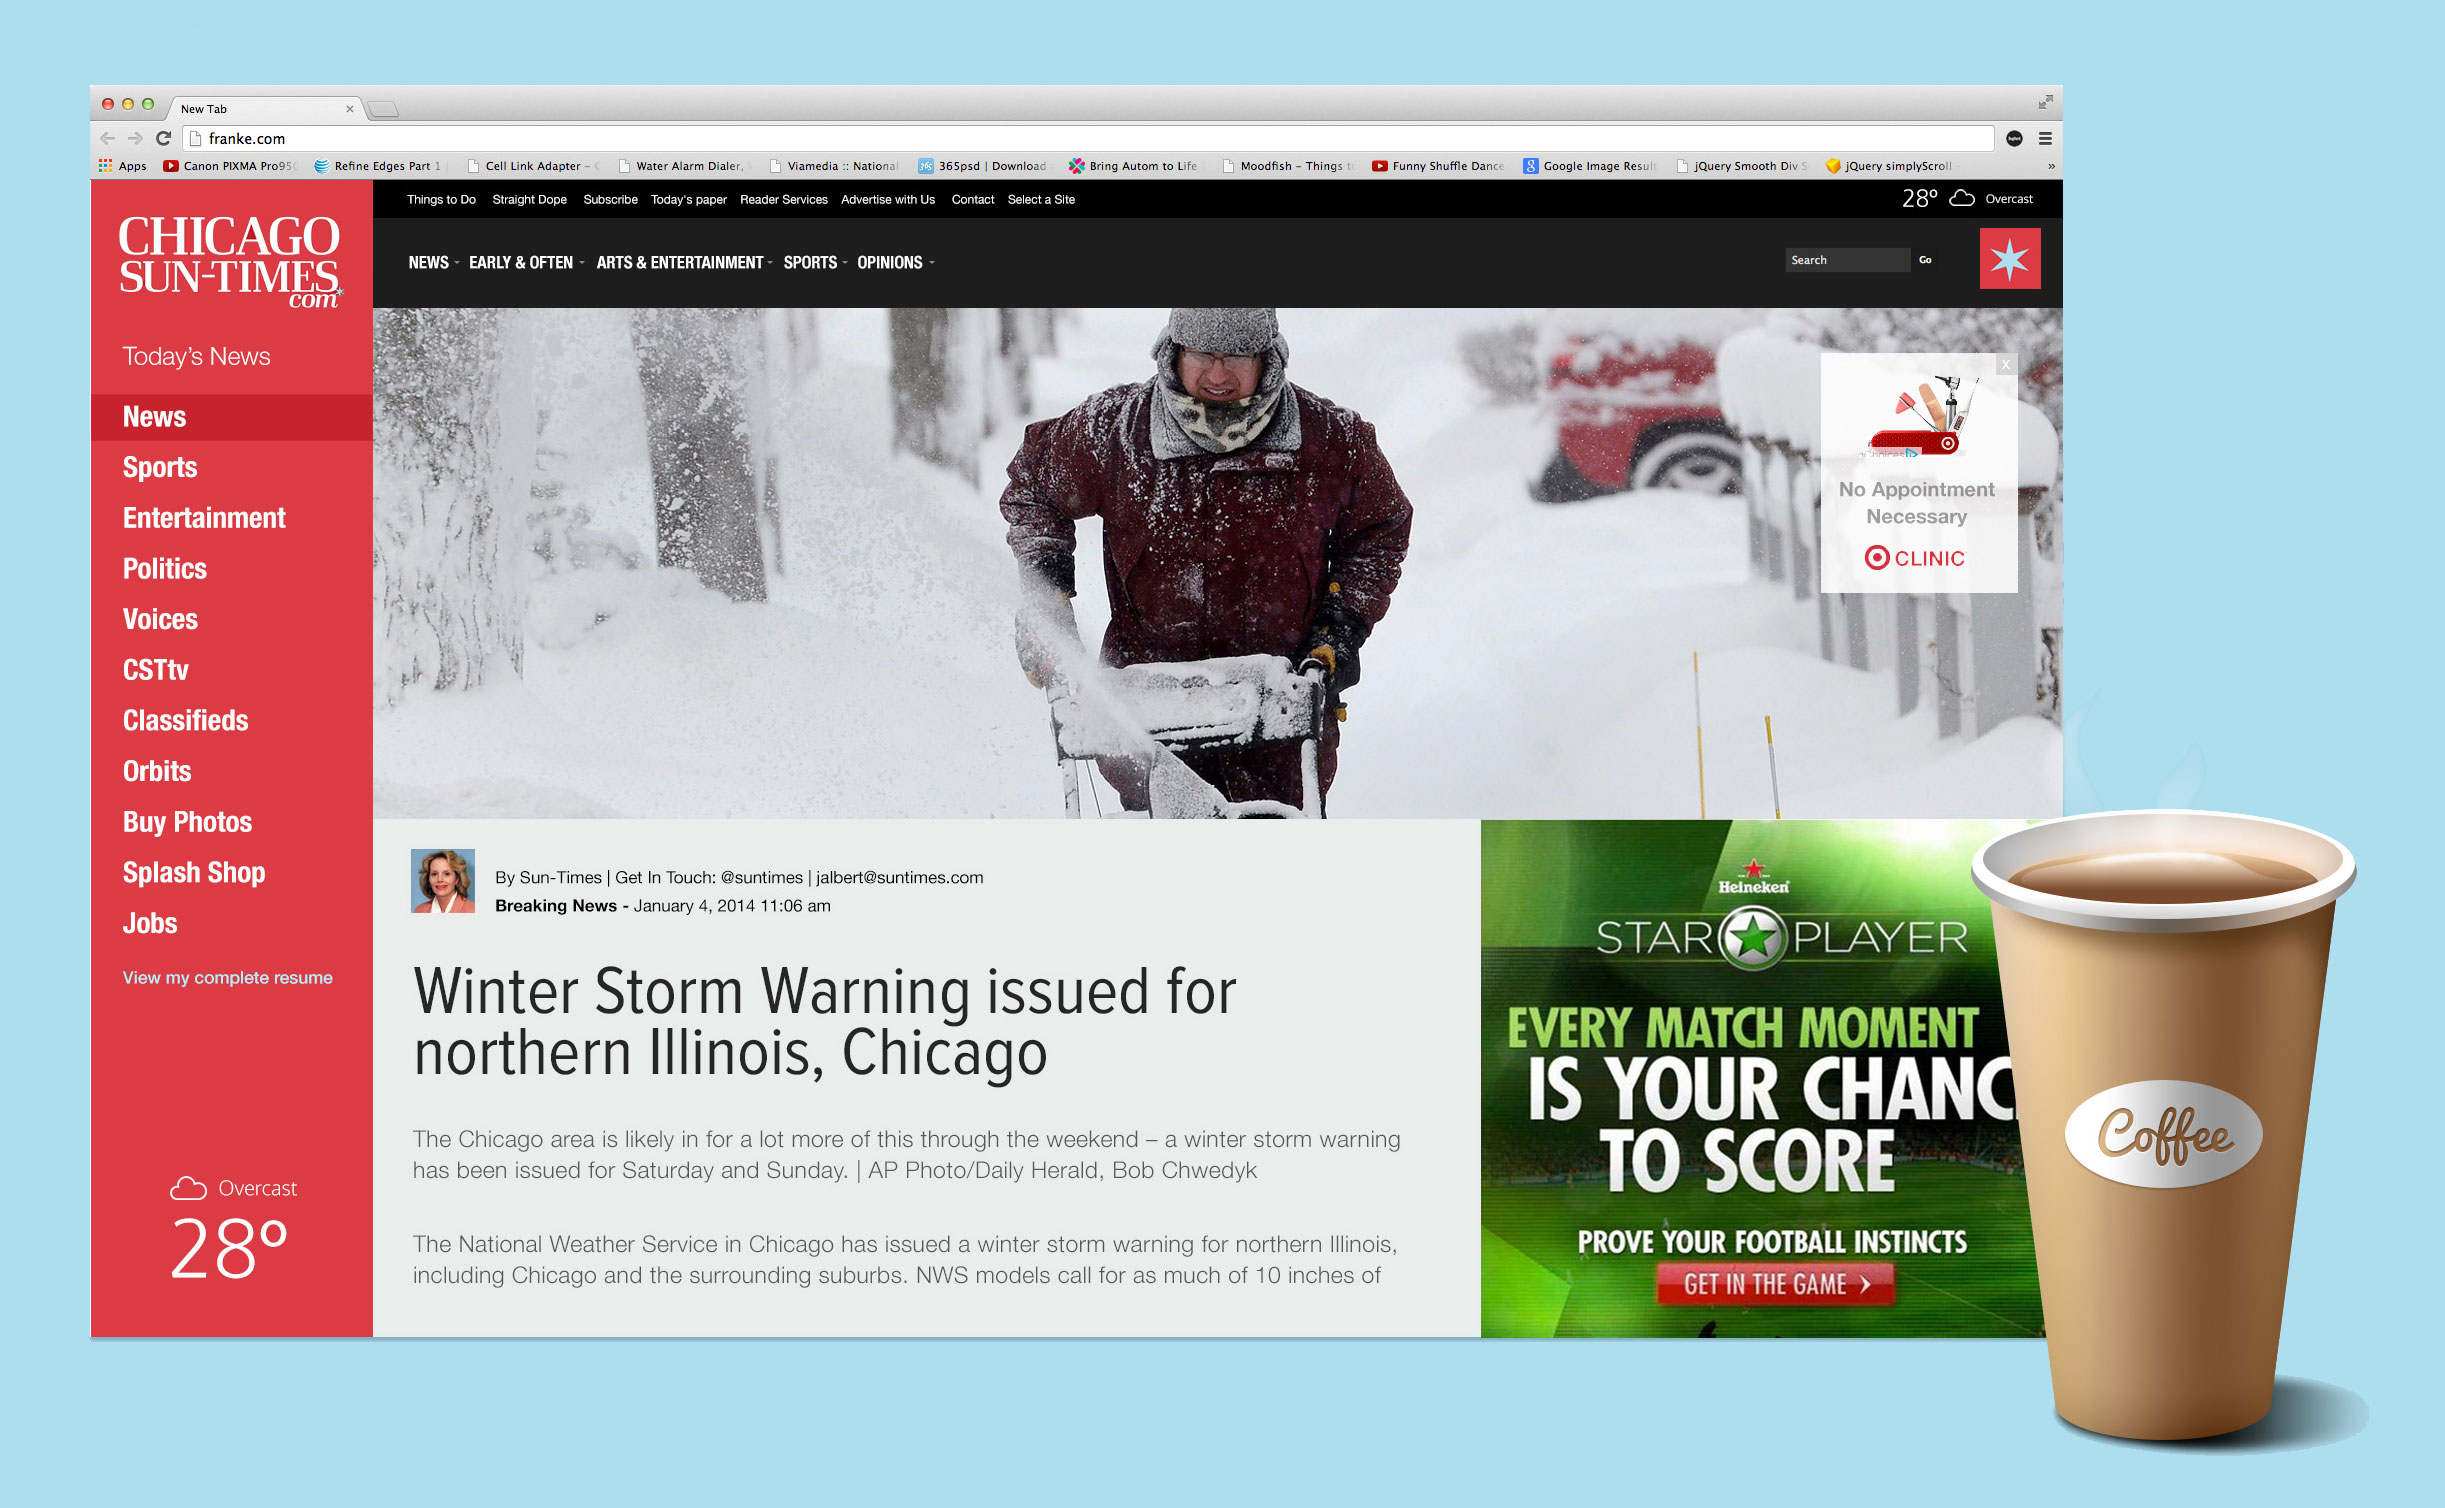 New Tab
franke.com
Apps
Canon PIXMA Pro950
Refine Edges Part 1
Cell Link Adapter –
Water Alarm Dialer,
Viamedia :: National
365psd | Download
Bring Autom to Life
Moodfish – Things to
Funny Shuffle Dance
Google Image Result
jQuery Smooth Div S
jQuery simplyScroll
»
Things to Do Straight Dope Subscribe Today's paper Reader Services Advertise with Us Contact Select a Site
28º Overcast
NEWS EARLY & OFTEN ARTS & ENTERTAINMENT SPORTS OPINIONS
Search Go
CHICAGO
SUN-TIMES
com
Today's News
News
Sports
Entertainment
Politics
Voices
CSTtv
Classifieds
Orbits
Buy Photos
Splash Shop
Jobs
View my complete resume
Overcast
28º
X
No Appointment
Necessary
CLINIC
By Sun-Times | Get In Touch: @suntimes | jalbert@suntimes.com
Breaking News - January 4, 2014 11:06 am
Winter Storm Warning issued for
northern Illinois, Chicago
The Chicago area is likely in for a lot more of this through the weekend – a winter storm warning
has been issued for Saturday and Sunday. | AP Photo/Daily Herald, Bob Chwedyk
The National Weather Service in Chicago has issued a winter storm warning for northern Illinois,
including Chicago and the surrounding suburbs. NWS models call for as much of 10 inches of
Heineken
STAR PLAYER
EVERY MATCH MOMENT
IS YOUR CHANC
TO SCORE
PROVE YOUR FOOTBALL INSTINCTS
GET IN THE GAME >
Coffee